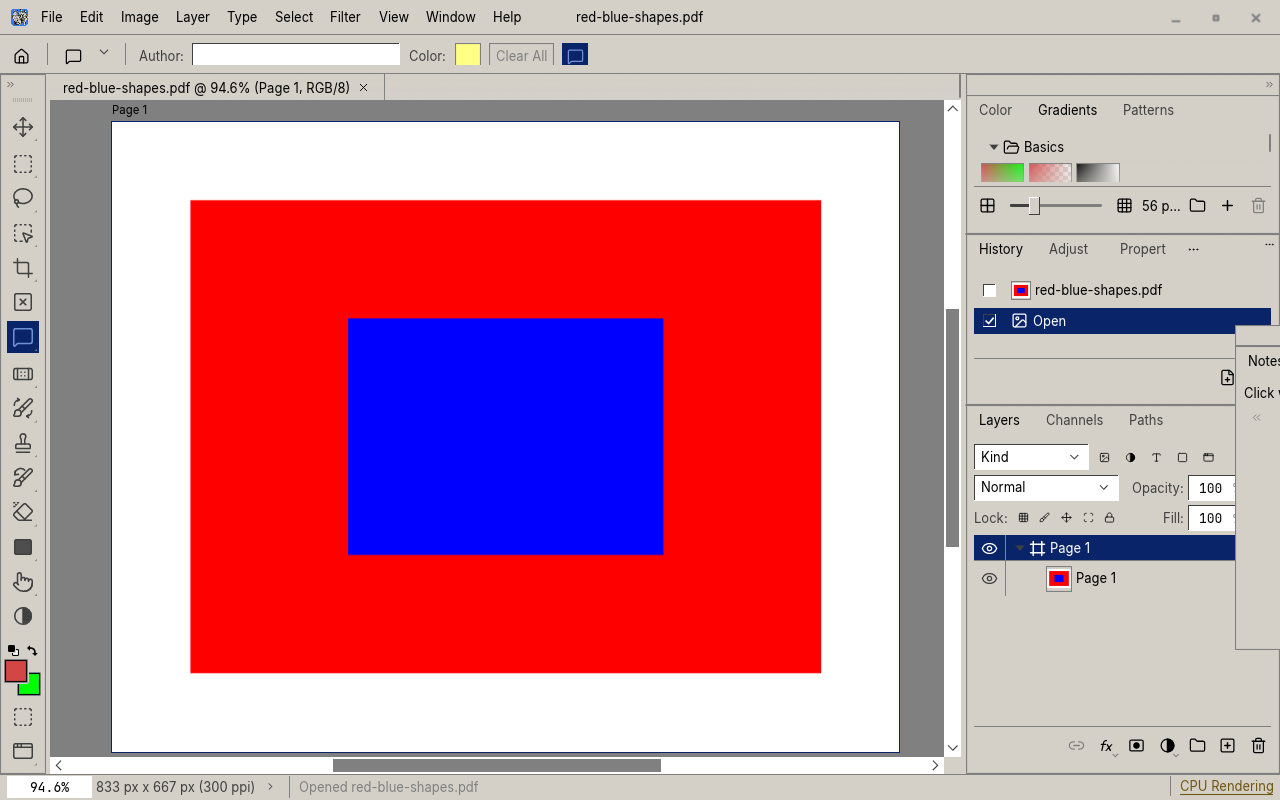 File Edit Image Layer Type Select Filter View Window Help red-blue-shapes.pdf
Author: Color: Clear All
red-blue-shapes.pdf @ 94.6% (Page 1, RGB/8)
Page 1
Color Gradients Patterns
Basics
56 p...
History Adjust Propert
red-blue-shapes.pdf
Open
Notes
Click
Layers Channels Paths
Kind
Normal Opacity: 100
Lock: Fill: 100
Page 1
Page 1
fx
94.6% 833 px x 667 px (300 ppi) Opened red-blue-shapes.pdf CPU Rendering